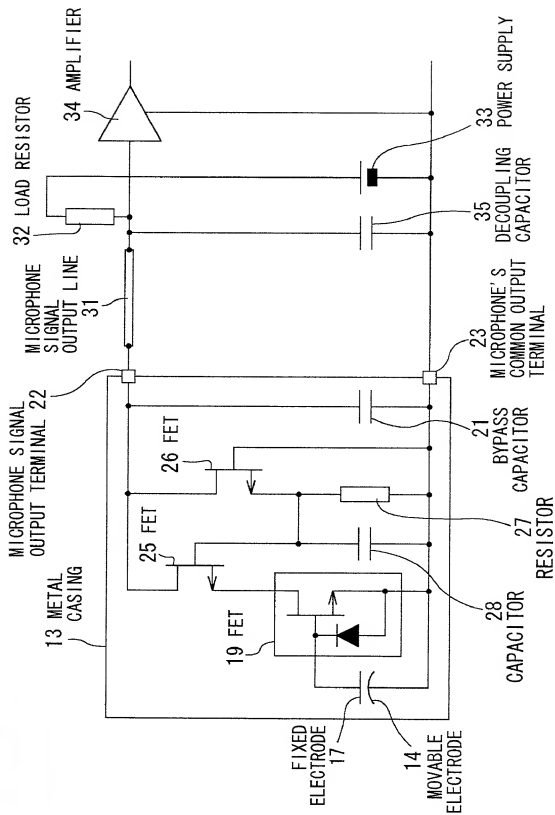 13 METAL
CASING
MICROPHONE SIGNAL
OUTPUT TERMINAL 22
MICROPHONE
SIGNAL
OUTPUT LINE
31
32 LOAD RESISTOR
34 AMPLIFIER
25 FET
26 FET
19 FET
FIXED
ELECTRODE
17
14
MOVABLE
ELECTRODE
28
CAPACITOR
27
RESISTOR
21
BYPASS
CAPACITOR
23
MICROPHONE'S
COMMON OUTPUT
TERMINAL
35
DECOUPLING
CAPACITOR
33
POWER SUPPLY